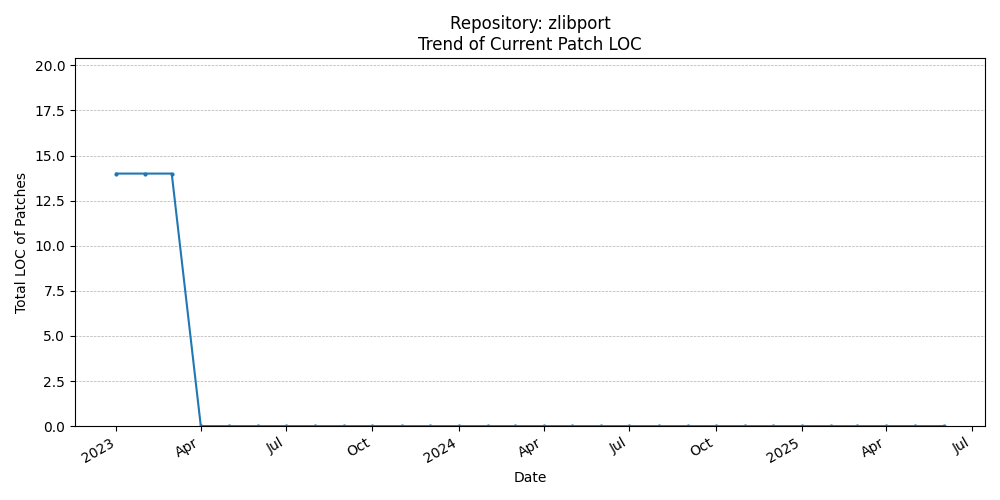 Repository: zlibport
Trend of Current Patch LOC
Total LOC of Patches
20.0
17.5
15.0
12.5
10.0
7.5
5.0
2.5
0.0
2023
Apr
Jul
Oct
2024
Apr
Jul
Oct
2025
Apr
Jul
Date